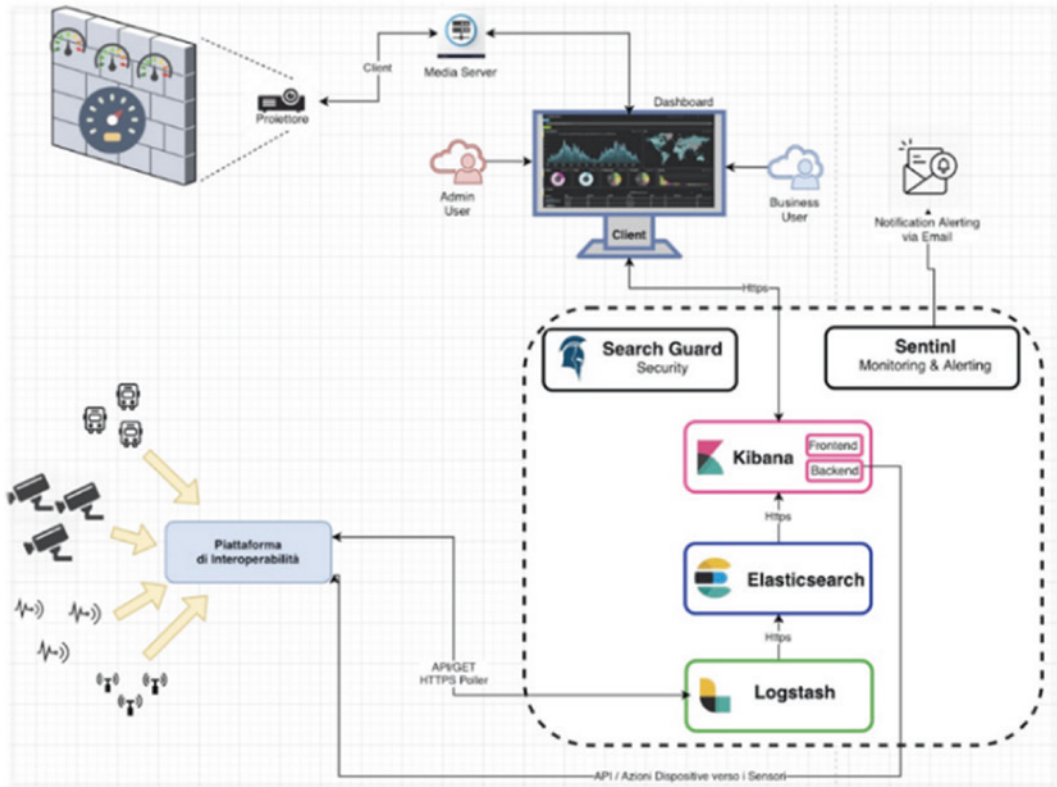 Client
Media Server
Proiettore
Dashboard
Admin
User
Business
User
Client
Notification Alerting
via Email
Https
Search Guard
Security
Sentinl
Monitoring & Alerting
Kibana
Frontend
Backend
Https
Piattaforma
di Interoperabilità
Elasticsearch
Https
API/GET
HTTPS Poller
Logstash
API / Azioni Dispositive verso i Sensori